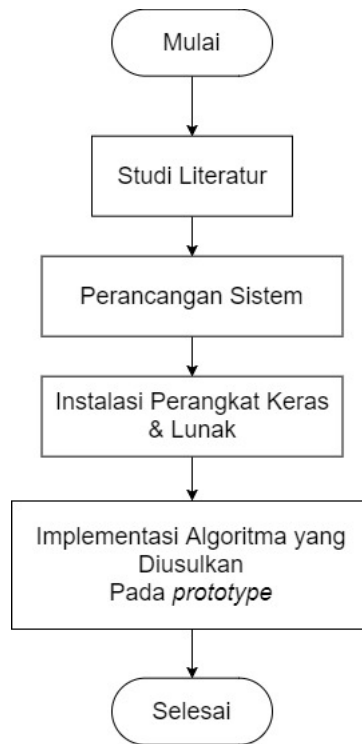 Mulai
Studi Literatur
Perancangan Sistem
Instalasi Perangkat Keras
& Lunak
Implementasi Algoritma yang
Diusulkan
Pada prototype
Selesai